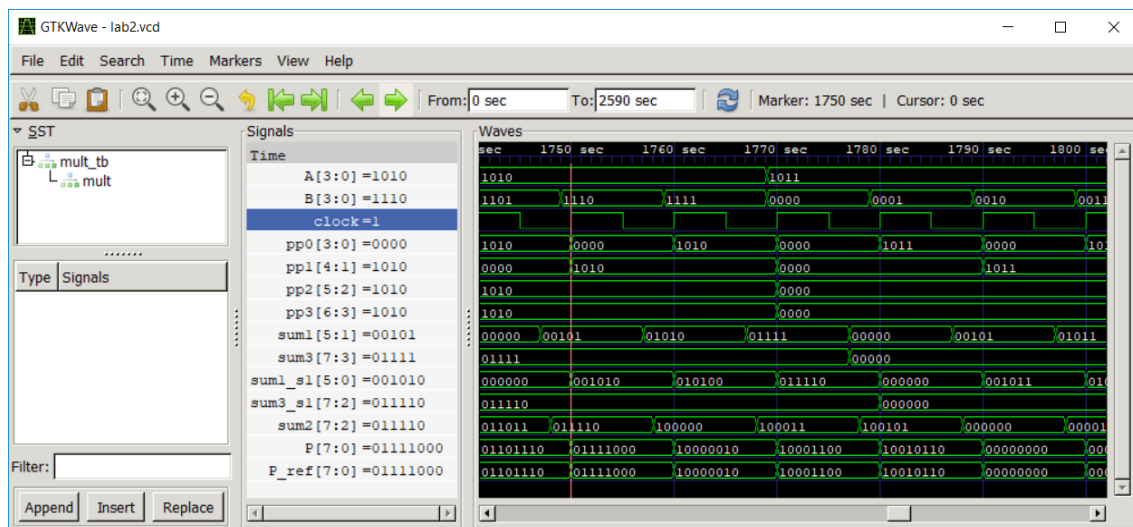 GTKWave - lab2.vcd
File Edit Search Time Markers View Help
From: 0 sec To: 2590 sec Marker: 1750 sec | Cursor: 0 sec
SST
mult_tb
mult
Type Signals
Filter:
Append Insert Replace
Signals
Time
A[3:0] =1010
B[3:0] =1110
clock =1
pp0[3:0] =0000
pp1[4:1] =1010
pp2[5:2] =1010
pp3[6:3] =1010
sum1[5:1] =00101
sum3[7:3] =01111
sum1_s1[5:0] =001010
sum3_s1[7:2] =011110
sum2[7:2] =011110
P[7:0] =01111000
P_ref[7:0] =01111000
Waves
sec 1750 sec 1760 sec 1770 sec 1780 sec 1790 sec 1800 se
1010 1011
1101 1110 1111 0000 0001 0010 0011
1010 0000 1010 0000 1011 0000 101
0000 1010 0000 1011
1010 0000
1010 0000
00000 00101 01010 01111 00000 00101 01011
01111 00000
000000 001010 010100 011110 000000 001011 010
011110 000000
011011 011110 100000 100011 100101 000000 00001
01101110 01111000 10000010 10001100 10010110 00000000 000
01101110 01111000 10000010 10001100 10010110 00000000 000